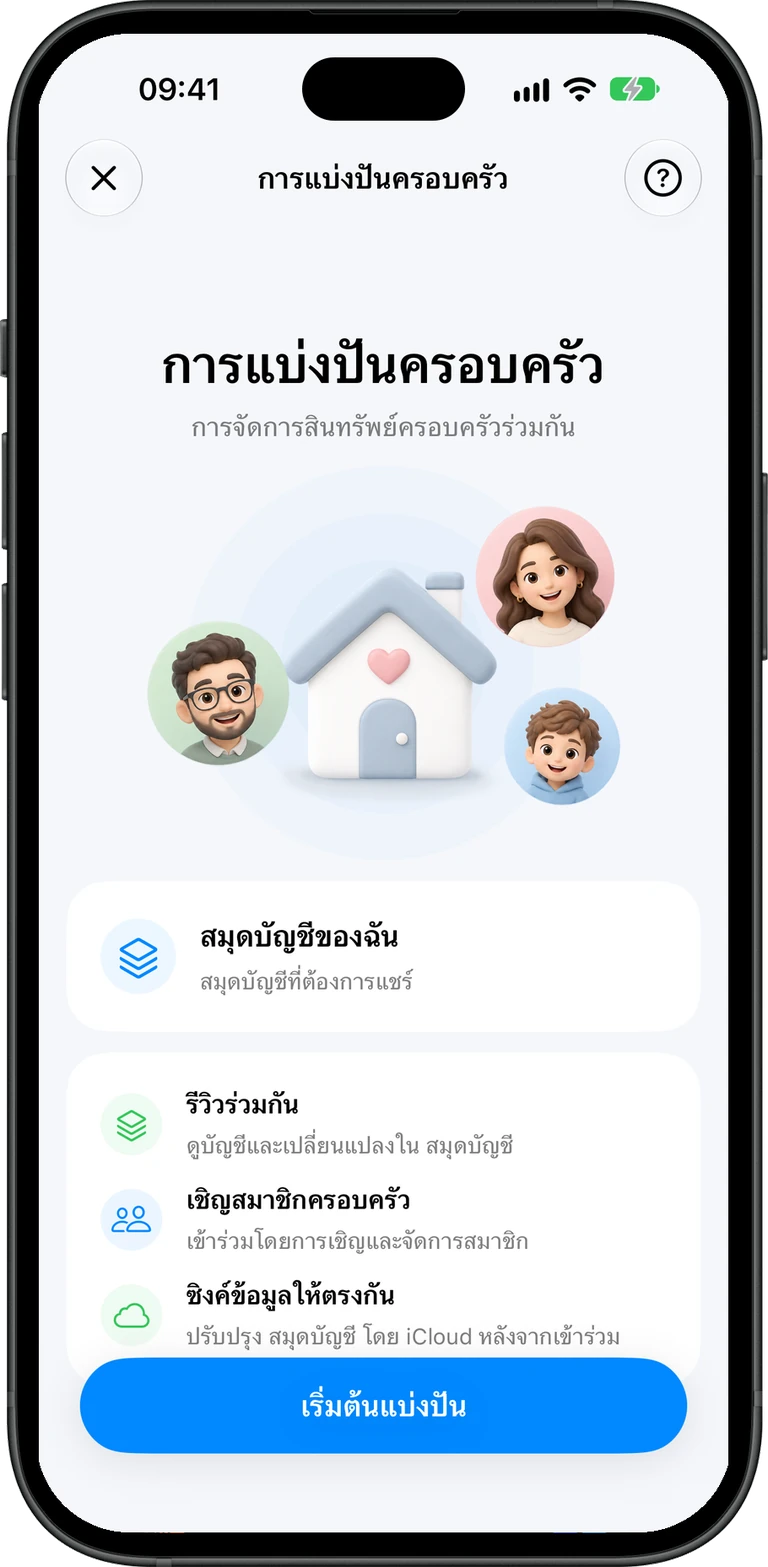 09:41
การแบ่งปันครอบครัว
การแบ่งปันครอบครัว
การจัดการสินทรัพย์ครอบครัวร่วมกัน
สมุดบัญชีของฉัน
สมุดบัญชีที่ต้องการแชร์
รีวิวร่วมกัน
ดูบัญชีและเปลี่ยนแปลงใน สมุดบัญชี
เชิญสมาชิกครอบครัว
เข้าร่วมโดยการเชิญและจัดการสมาชิก
ซิงค์ข้อมูลให้ตรงกัน
ปรับปรุง สมุดบัญชี โดย iCloud หลังจากเข้าร่วม
เริ่มต้นแบ่งปัน